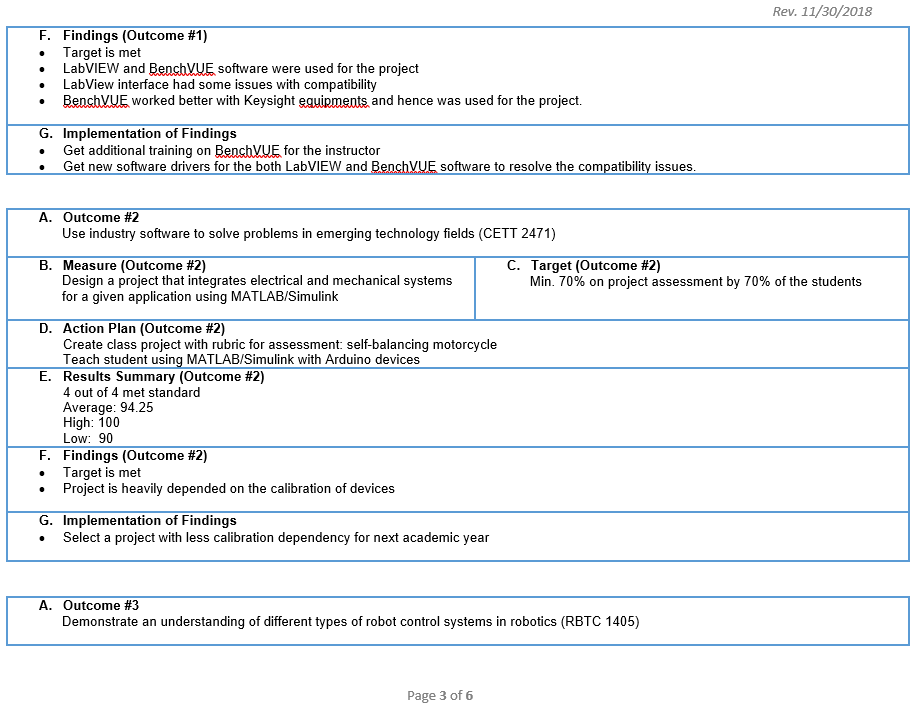 Rev. 11/30/2018
F. Findings (Outcome #1)
• Target is met
• LabVIEW and BenchVUE software were used for the project
• LabView interface had some issues with compatibility
• BenchVUE worked better with Keysight equipments and hence was used for the project.
G. Implementation of Findings
• Get additional training on BenchVUE for the instructor
• Get new software drivers for the both LabVIEW and BenchVUE software to resolve the compatibility issues.
A. Outcome #2
Use industry software to solve problems in emerging technology fields (CETT 2471)
B. Measure (Outcome #2)
Design a project that integrates electrical and mechanical systems
for a given application using MATLAB/Simulink
C. Target (Outcome #2)
Min. 70% on project assessment by 70% of the students
D. Action Plan (Outcome #2)
Create class project with rubric for assessment: self-balancing motorcycle
Teach student using MATLAB/Simulink with Arduino devices
E. Results Summary (Outcome #2)
4 out of 4 met standard
Average: 94.25
High: 100
Low: 90
F. Findings (Outcome #2)
• Target is met
• Project is heavily depended on the calibration of devices
G. Implementation of Findings
• Select a project with less calibration dependency for next academic year
A. Outcome #3
Demonstrate an understanding of different types of robot control systems in robotics (RBTC 1405)
Page 3 of 6